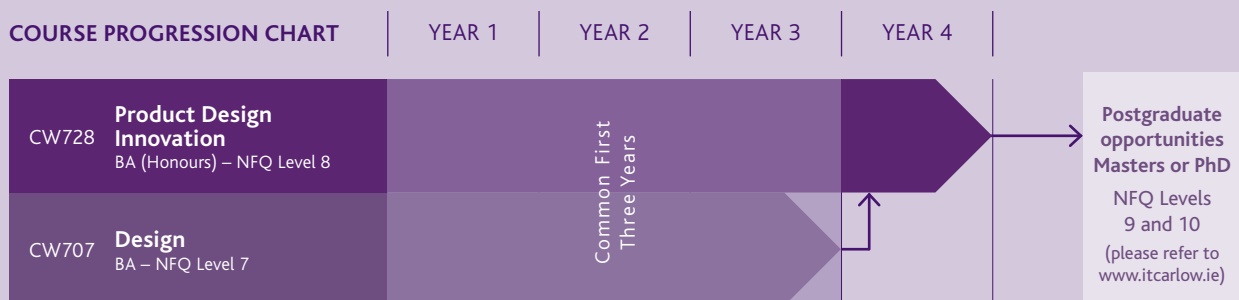 COURSE PROGRESSION CHART
YEAR 1
YEAR 2
YEAR 3
YEAR 4
CW728
Product Design
Innovation
BA (Honours) – NFQ Level 8
CW707
Design
BA – NFQ Level 7
Common First
Three Years
Postgraduate
opportunities
Masters or PhD
NFQ Levels
9 and 10
(please refer to
www.itcarlow.ie)